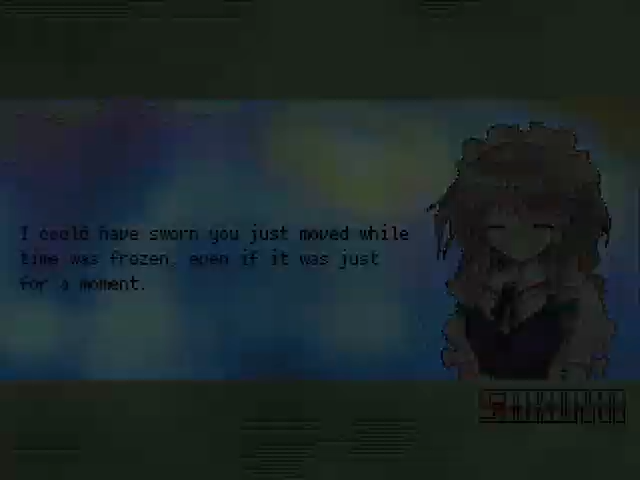 I could have sworn you just moved while
time was frozen, even if it was just
for a moment.